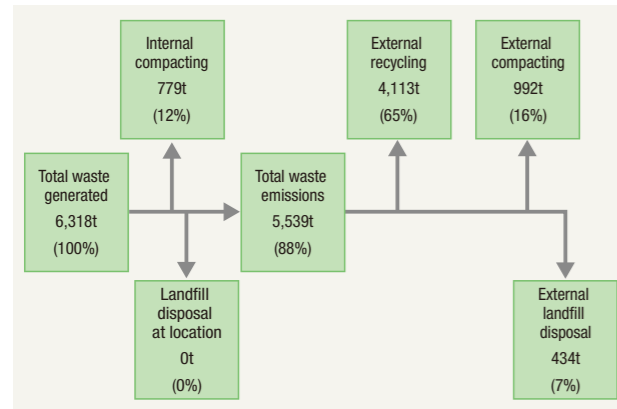 Internal
compacting
779t
(12%)
External
recycling
4,113t
(65%)
External
compacting
992t
(16%)
Total waste
generated
6,318t
(100%)
Total waste
emissions
5,539t
(88%)
Landfill
disposal
at location
0t
(0%)
External
landfill
disposal
434t
(7%)